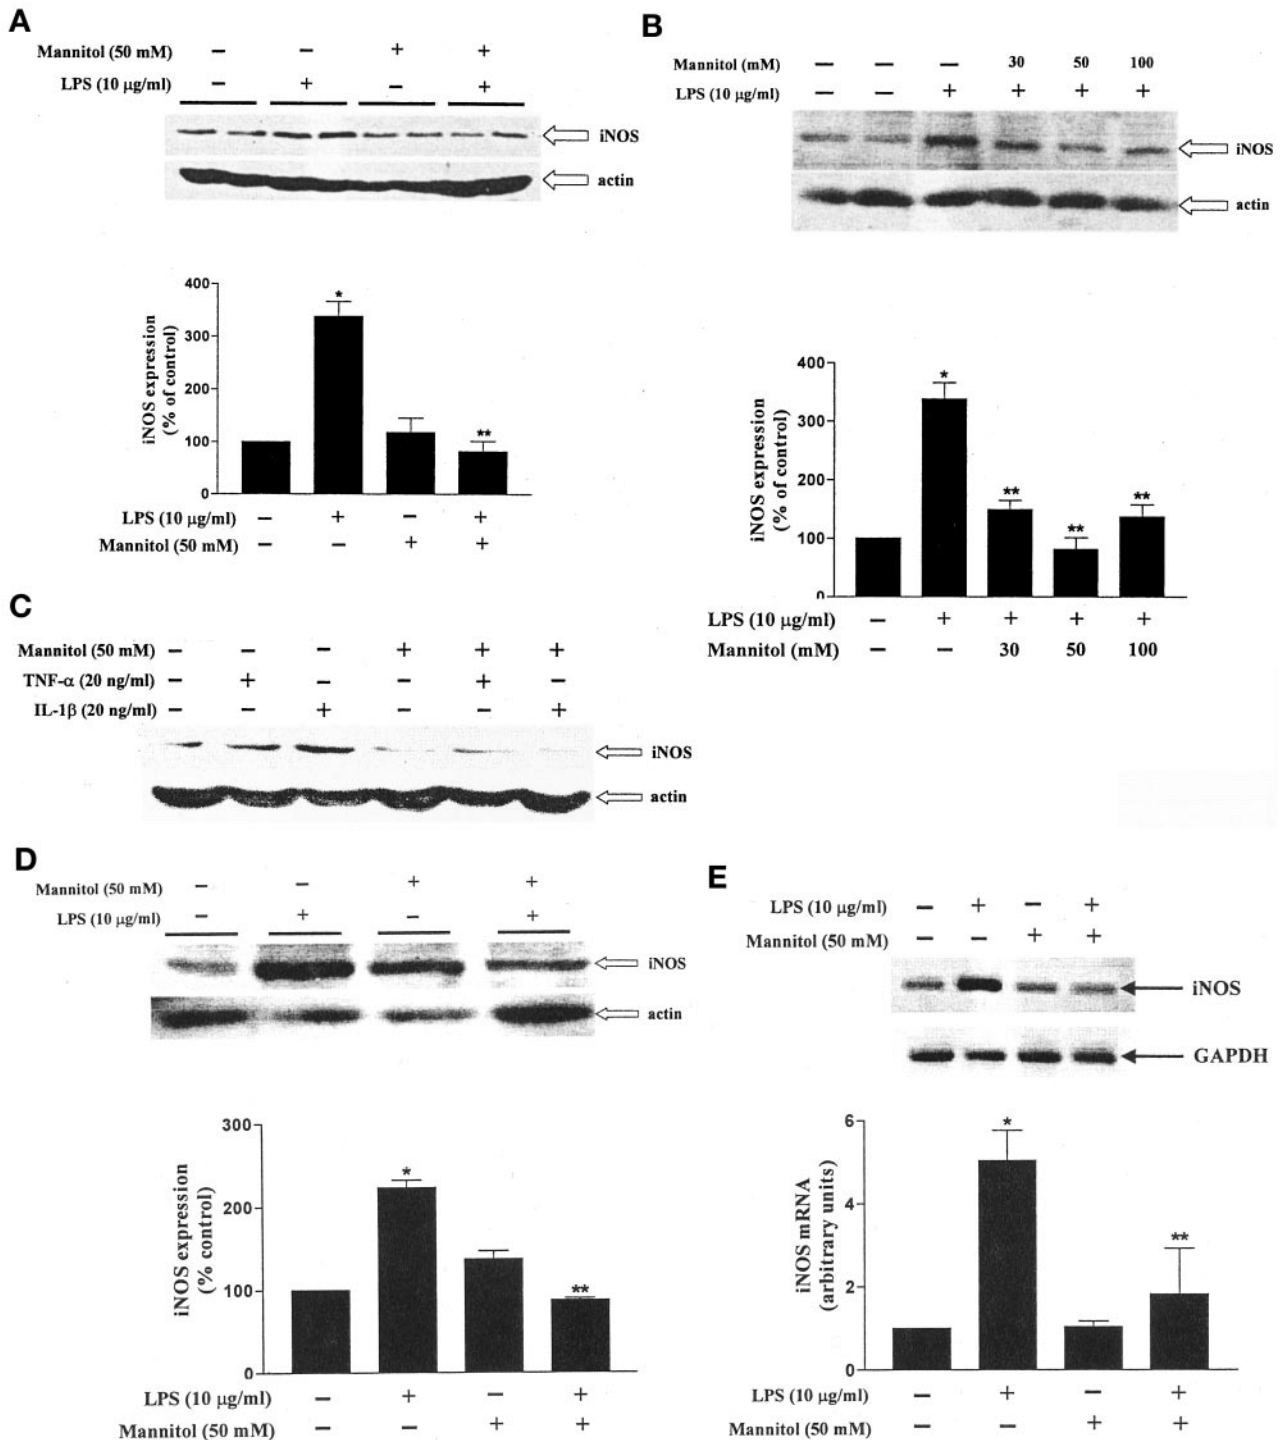 A
Mannitol (50 mM) − − + +
LPS (10 μg/ml) − + − +
iNOS
actin
400
300
200
100
0
iNOS expression
(% of control)
*
**
LPS (10 μg/ml) − + − +
Mannitol (50 mM) − − + +
B
Mannitol (mM) − − − 30 50 100
LPS (10 μg/ml) − − + + + +
iNOS
actin
400
300
200
100
0
iNOS expression
(% of control)
*
**
**
**
LPS (10 μg/ml) − + + + +
Mannitol (mM) − − 30 50 100
C
Mannitol (50 mM) − − − + + +
TNF-α (20 ng/ml) − + − − + −
IL-1β (20 ng/ml) − − + − − +
iNOS
actin
D
Mannitol (50 mM) − − + +
LPS (10 μg/ml) − + − +
iNOS
actin
300
200
100
0
iNOS expression
(% control)
*
**
LPS (10 μg/ml) − + − +
Mannitol (50 mM) − − + +
E
LPS (10 μg/ml) − + − +
Mannitol (50 mM) − − + +
iNOS
GAPDH
6
4
2
0
iNOS mRNA
(arbitrary units)
*
**
LPS (10 μg/ml) − + − +
Mannitol (50 mM) − − + +